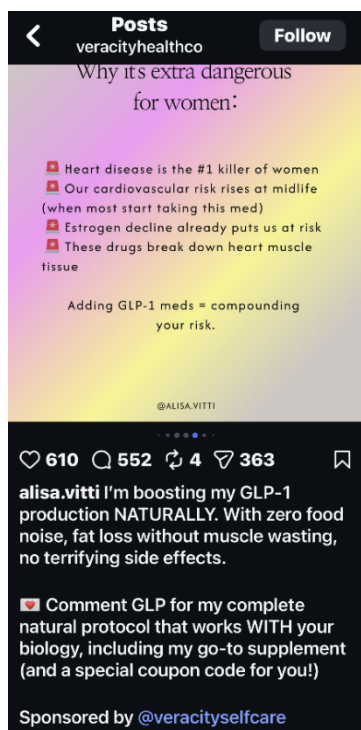 Posts
veracityhealthco
Follow
Why it's extra dangerous
for women:
🚨 Heart disease is the #1 killer of women
🚨 Our cardiovascular risk rises at midlife
(when most start taking this med)
🚨 Estrogen decline already puts us at risk
🚨 These drugs break down heart muscle
tissue
Adding GLP-1 meds = compounding
your risk.
@ALISA.VITTI
610 552 4 363
alisa.vitti I'm boosting my GLP-1
production NATURALLY. With zero food
noise, fat loss without muscle wasting,
no terrifying side effects.
💌 Comment GLP for my complete
natural protocol that works WITH your
biology, including my go-to supplement
(and a special coupon code for you!)
Sponsored by @veracityselfcare